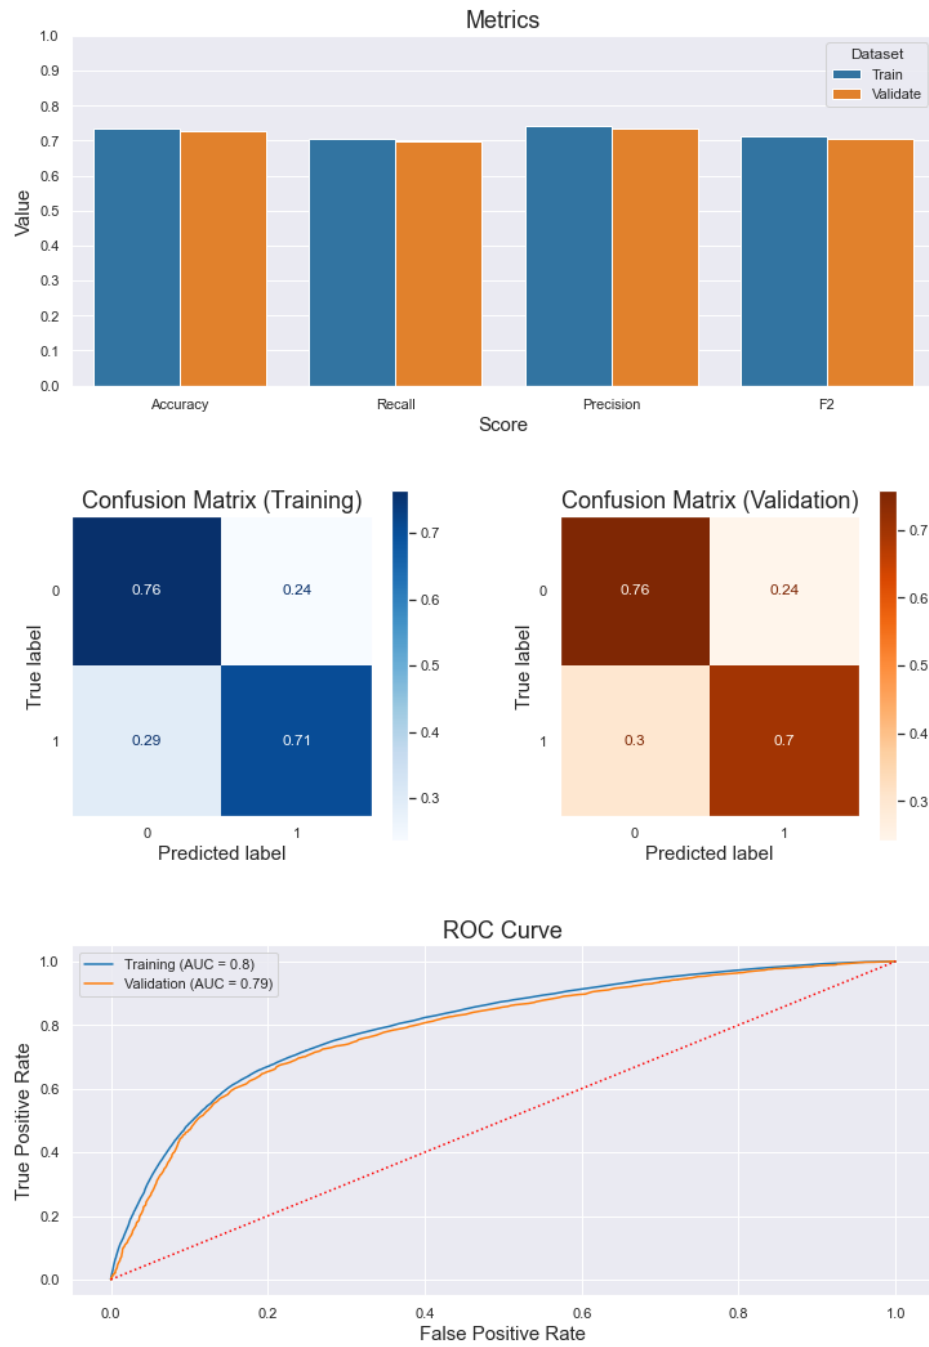 Metrics
1.0
0.9
0.8
0.7
0.6
0.5
0.4
0.3
0.2
0.1
0.0
Value
Dataset
Train
Validate
Accuracy Recall Precision F2
Score
Confusion Matrix (Training)
True label
0
1
0.76 0.24
0.29 0.71
0 1
Predicted label
0.7
0.6
0.5
0.4
0.3
Confusion Matrix (Validation)
True label
0
1
0.76 0.24
0.3 0.7
0 1
Predicted label
0.7
0.6
0.5
0.4
0.3
ROC Curve
Training (AUC = 0.8)
Validation (AUC = 0.79)
True Positive Rate
1.0
0.8
0.6
0.4
0.2
0.0
0.0 0.2 0.4 0.6 0.8 1.0
False Positive Rate